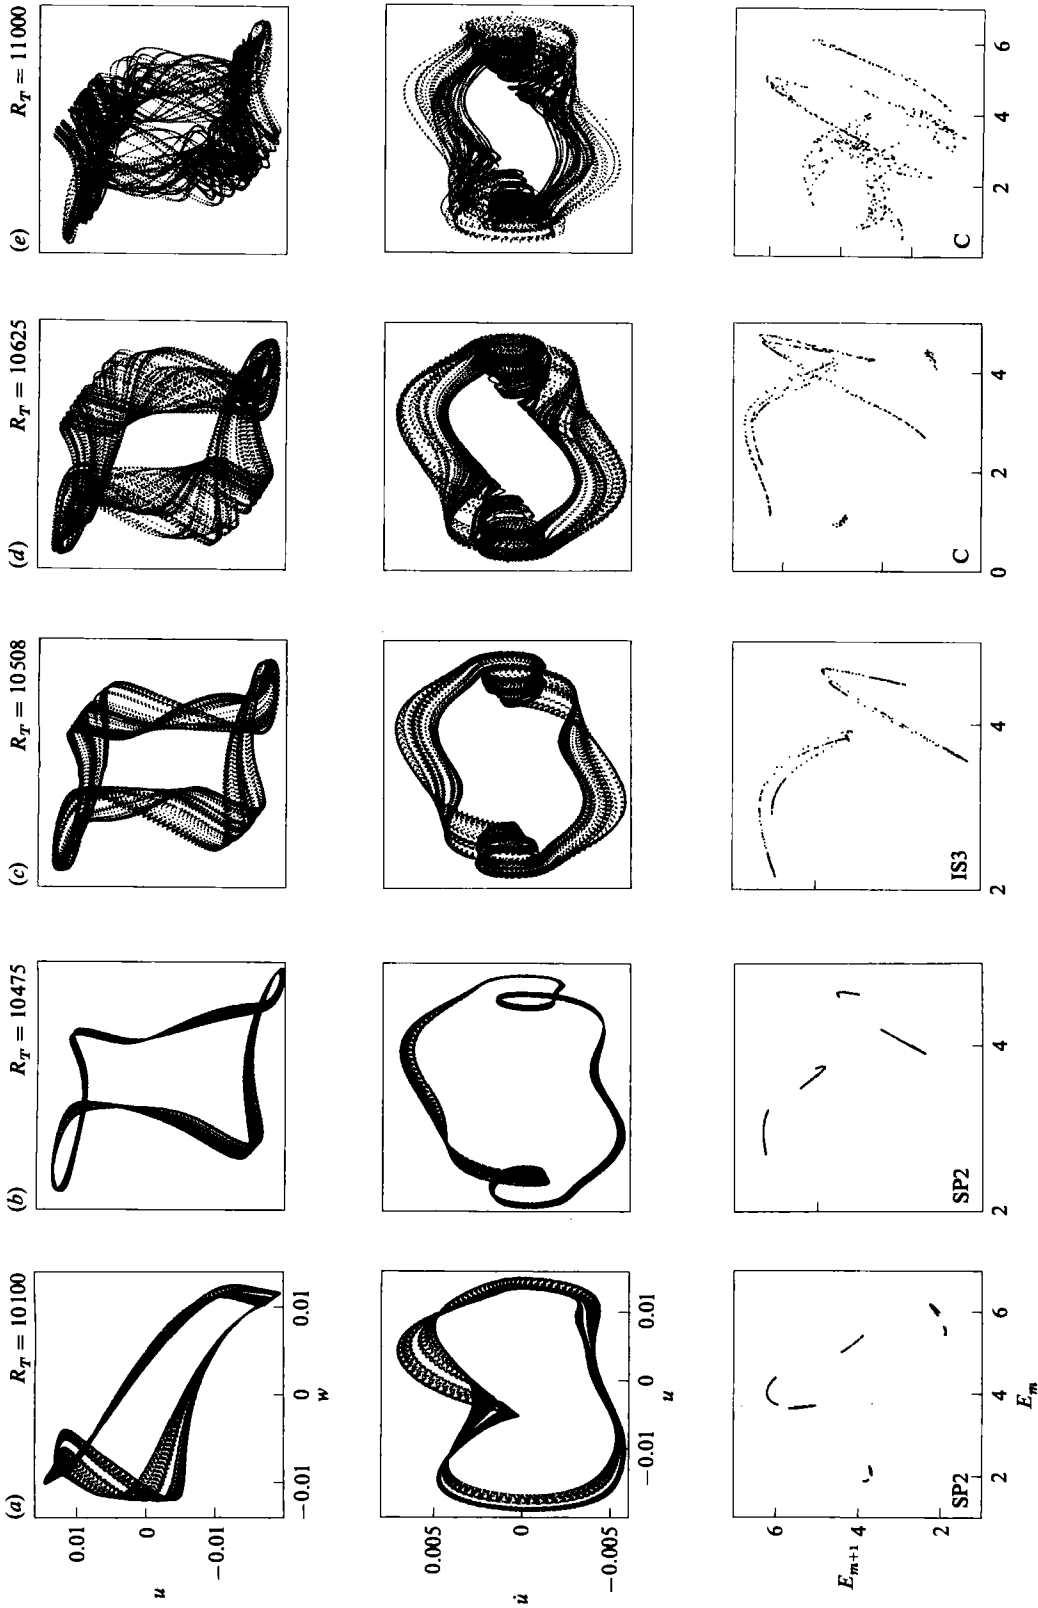 (a) R_T = 10100
(b) R_T = 10475
(c) R_T = 10508
(d) R_T = 10625
(e) R_T = 11000
u
0.01
0
−0.01
−0.01
0
0.01
w
u̇
0.005
0
−0.005
−0.01
0
0.01
u
E_{m+1}
6
4
2
SP2
2
4
6
E_m
SP2
2
4
IS3
2
4
C
0
2
4
C
2
4
6